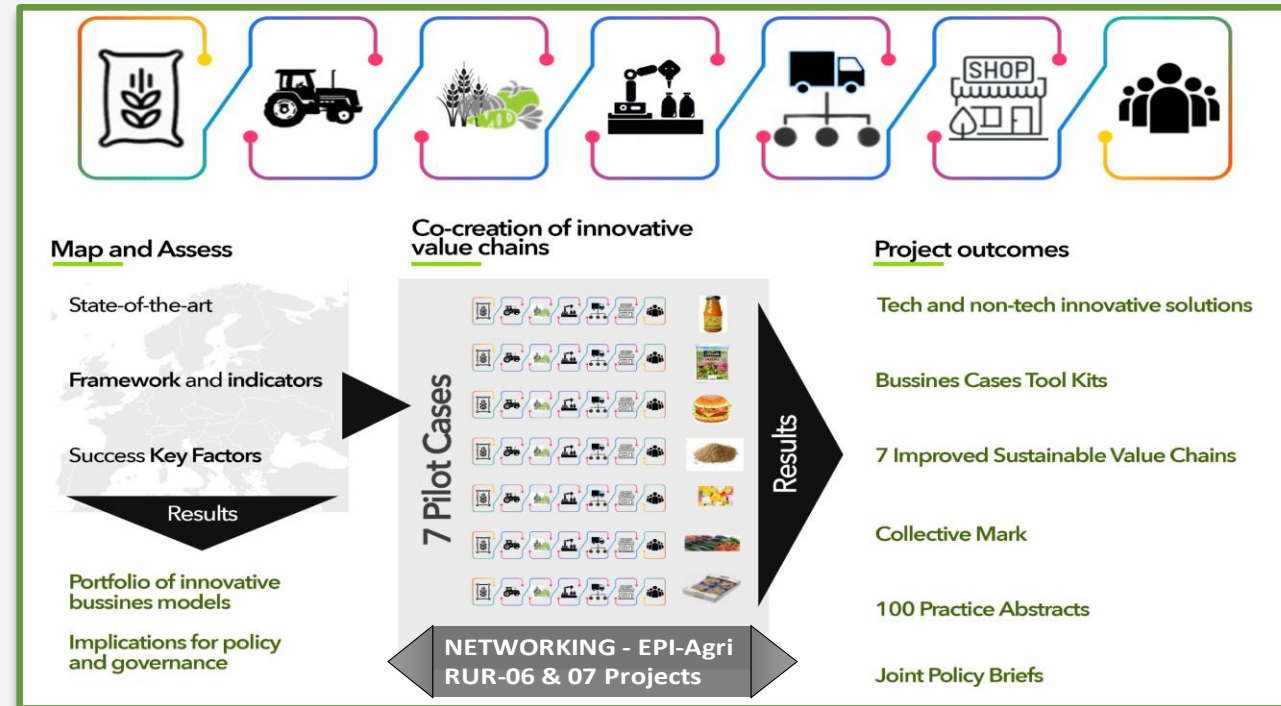 SHOP
Map and Assess
State-of-the-art
Framework and indicators
Success Key Factors
Results
Portfolio of innovative
bussines models
Implications for policy
and governance
Co-creation of innovative
value chains
7 Pilot Cases
Results
NETWORKING - EPI-Agri
RUR-06 & 07 Projects
Project outcomes
Tech and non-tech innovative solutions
Bussines Cases Tool Kits
7 Improved Sustainable Value Chains
Collective Mark
100 Practice Abstracts
Joint Policy Briefs